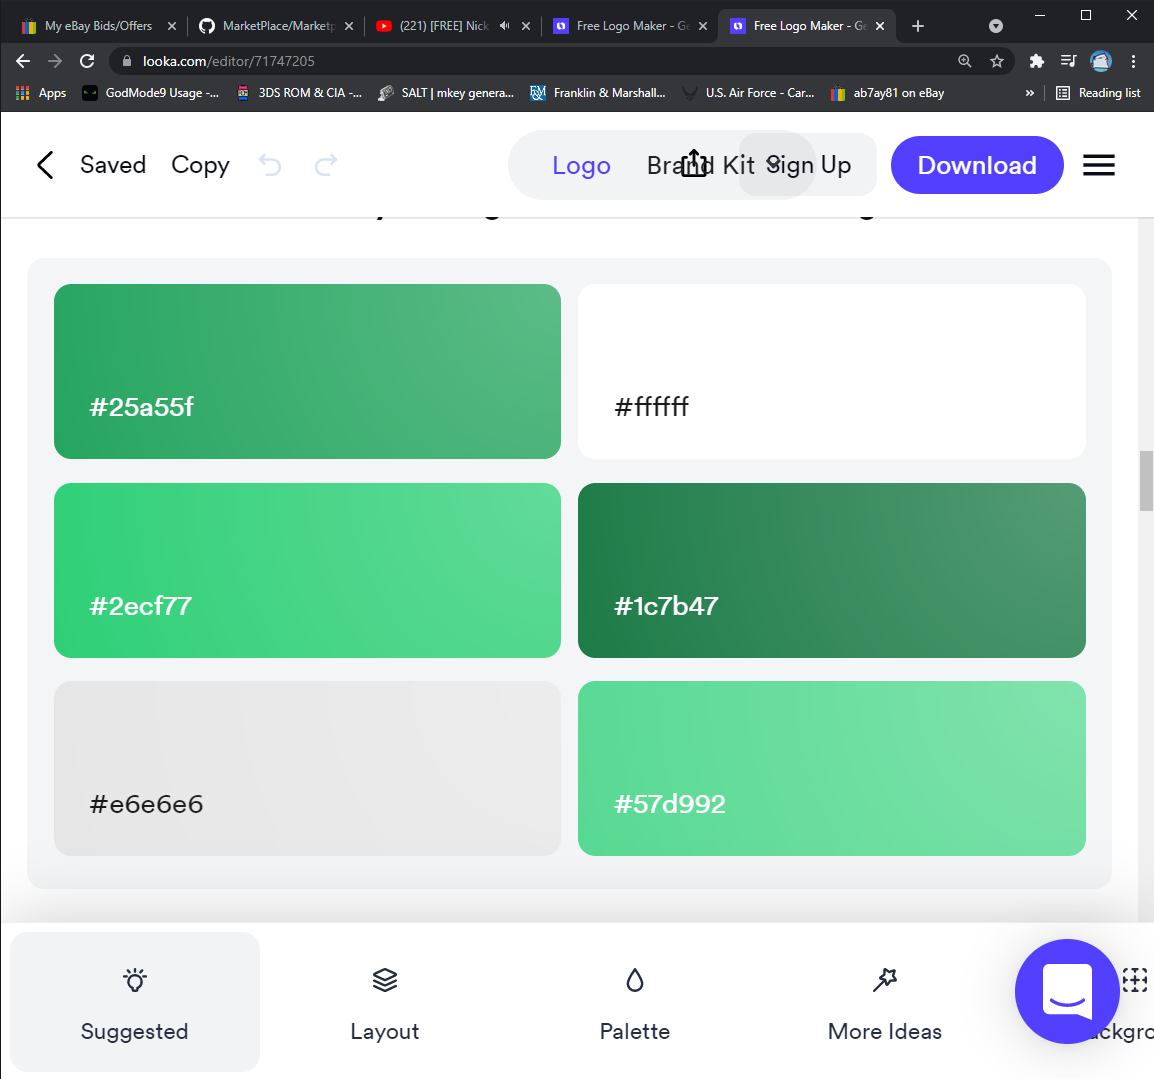 My eBay Bids/Offers
MarketPlace/Marketp
(221) [FREE] Nick
Free Logo Maker - Ge
Free Logo Maker - Ge
looka.com/editor/71747205
Apps
GodMode9 Usage -...
3DS ROM & CIA -...
SALT | mkey genera...
Franklin & Marshall...
U.S. Air Force - Car...
ab7ay81 on eBay
»
Reading list
Saved
Copy
Logo
Brand Kit
Sign Up
Download
#25a55f
#ffffff
#2ecf77
#1c7b47
#e6e6e6
#57d992
Suggested
Layout
Palette
More Ideas
ackgro